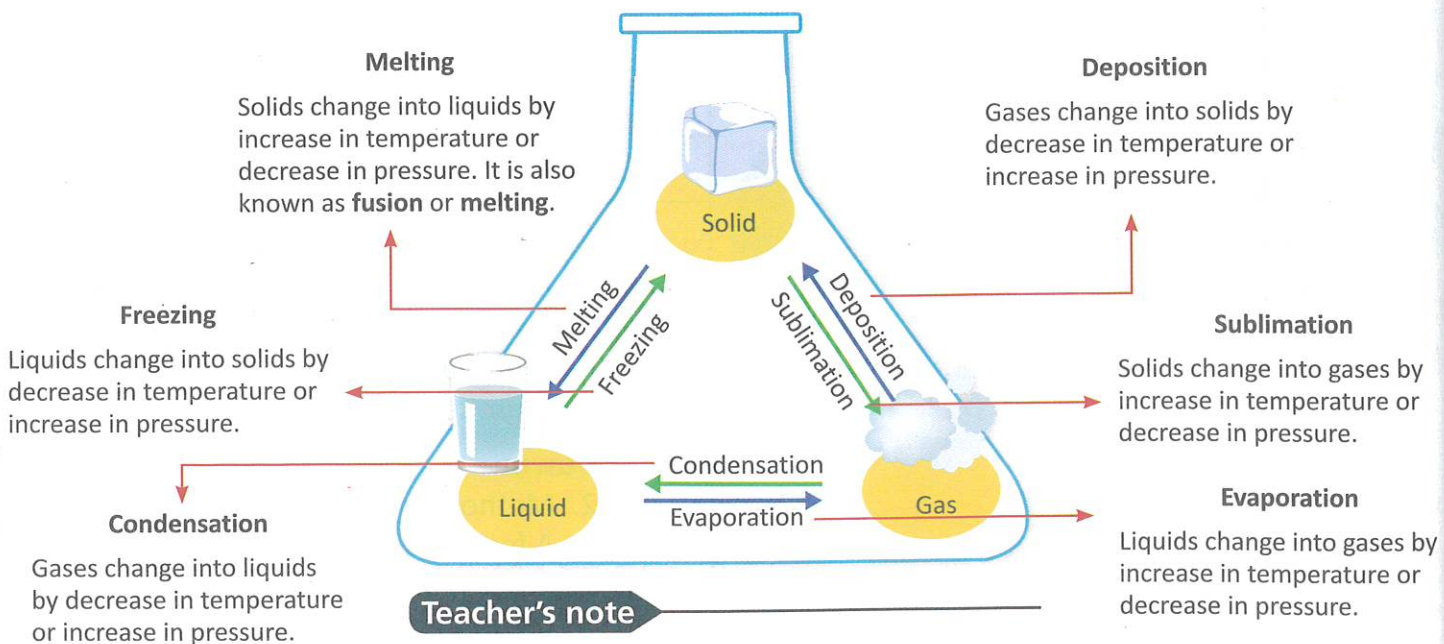 Melting
Solids change into liquids by
increase in temperature or
decrease in pressure. It is also
known as fusion or melting.
Deposition
Gases change into solids by
decrease in temperature or
increase in pressure.
Solid
Melting
Freezing
Sublimation
Deposition
Freezing
Liquids change into solids by
decrease in temperature or
increase in pressure.
Sublimation
Solids change into gases by
increase in temperature or
decrease in pressure.
Condensation
Evaporation
Liquid
Gas
Condensation
Gases change into liquids
by decrease in temperature
or increase in pressure.
Evaporation
Liquids change into gases by
increase in temperature or
decrease in pressure.
Teacher's note